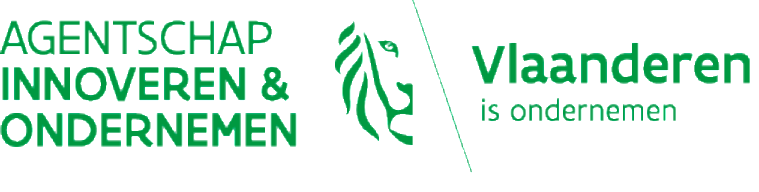 AGENTSCHAP
INNOVEREN &
ONDERNEMEN
Vlaanderen
is ondernemen